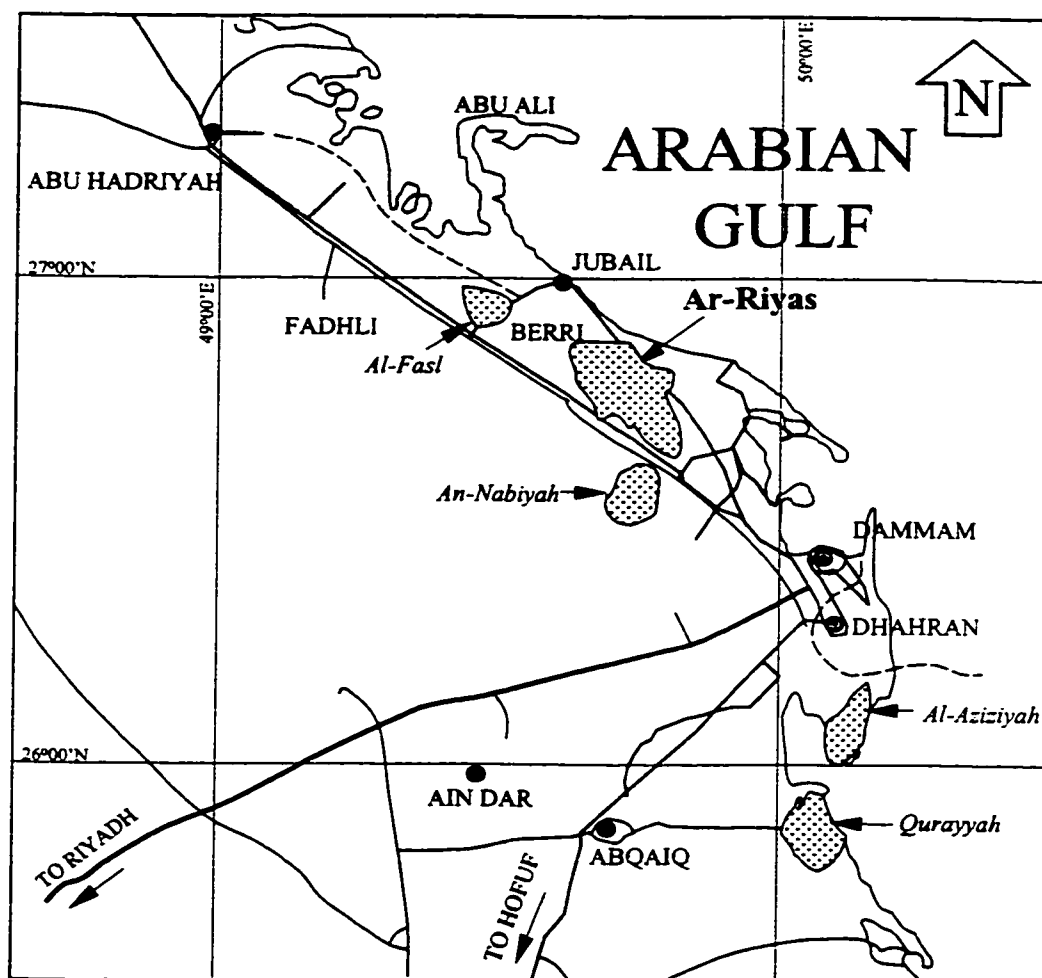 50°00'E
N
ABU ALI
ARABIAN
GULF
ABU HADRIYAH
JUBAIL
27°00'N
49°00'E
Ar-Riyas
FADHLI
BERRI
Al-Fasl
An-Nabiyah
DAMMAM
DHAHRAN
Al-Aziziyah
26°00'N
AIN DAR
Qurayyah
TO RIYADH
ABQAIQ
TO HOFUF